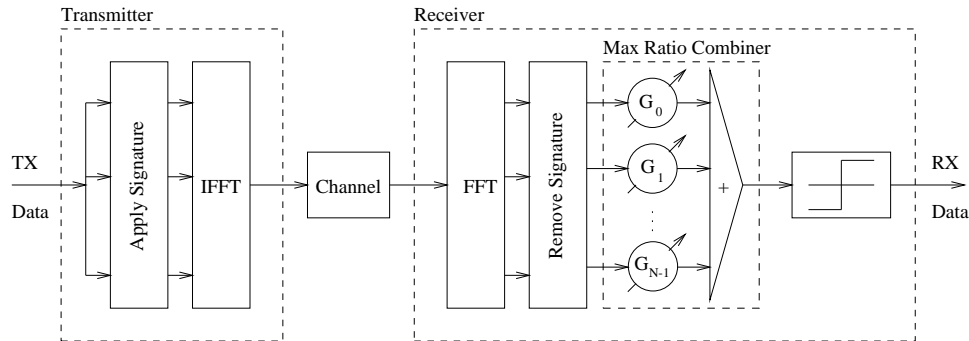 Transmitter
Receiver
Max Ratio Combiner
TX
Data
Apply Signature
IFFT
Channel
FFT
Remove Signature
G0
G1
GN-1
+
RX
Data